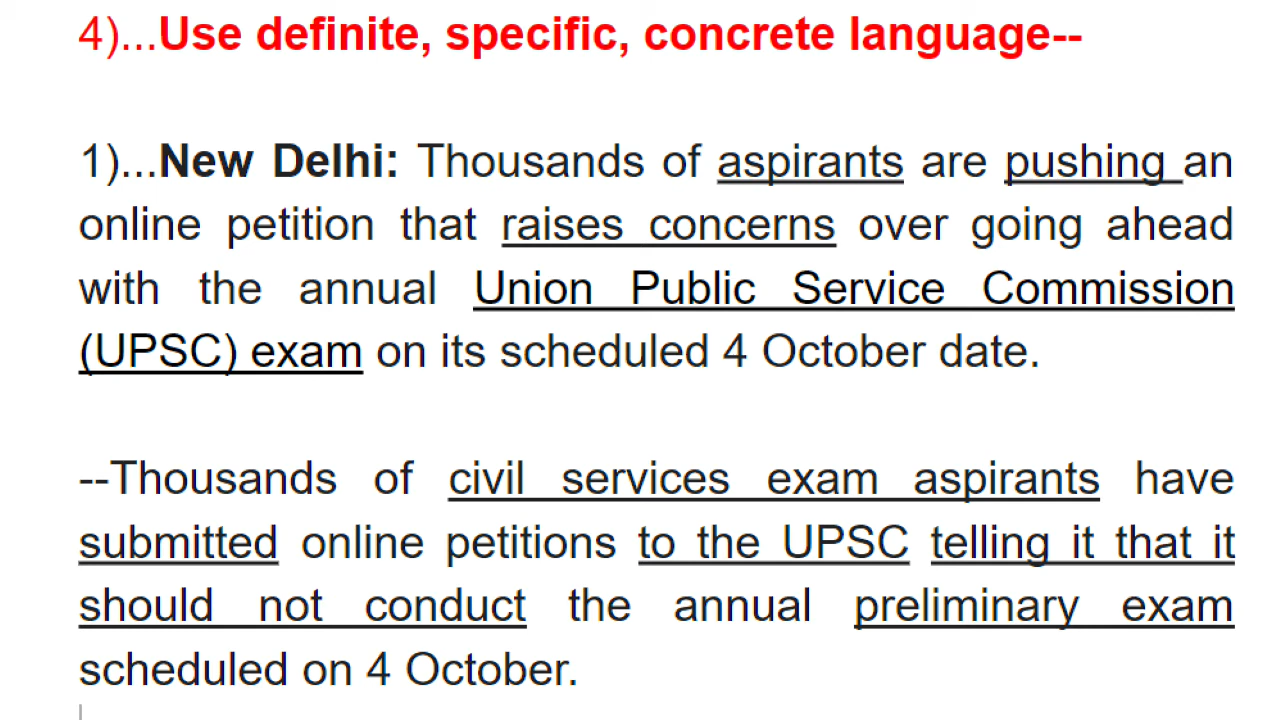 4)...Use definite, specific, concrete language--
1)...New Delhi: Thousands of aspirants are pushing an
online petition that raises concerns over going ahead
with the annual Union Public Service Commission
(UPSC) exam on its scheduled 4 October date.
--Thousands of civil services exam aspirants have
submitted online petitions to the UPSC telling it that it
should not conduct the annual preliminary exam
scheduled on 4 October.